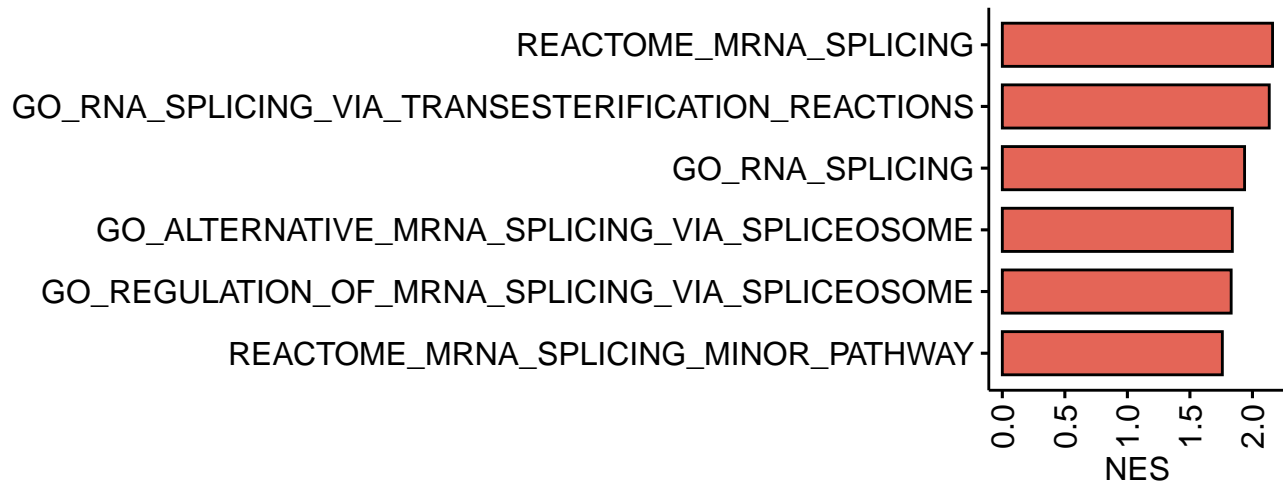 REACTOME_MRNA_SPLICING
GO_RNA_SPLICING_VIA_TRANSESTERIFICATION_REACTIONS
GO_RNA_SPLICING
GO_ALTERNATIVE_MRNA_SPLICING_VIA_SPLICEOSOME
GO_REGULATION_OF_MRNA_SPLICING_VIA_SPLICEOSOME
REACTOME_MRNA_SPLICING_MINOR_PATHWAY
0.0
0.5
1.0
1.5
2.0
NES